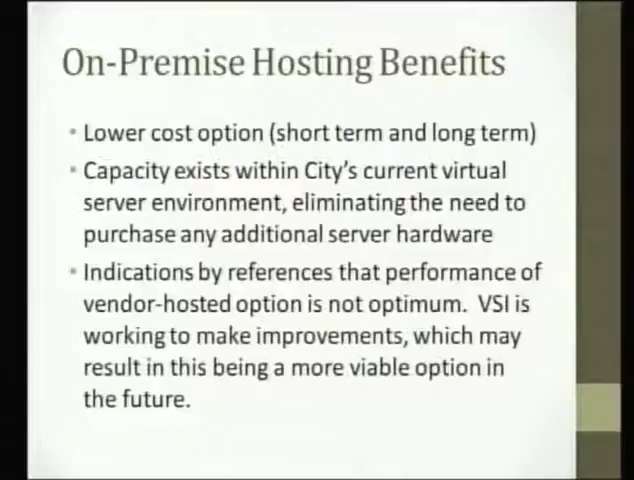 On-Premise Hosting Benefits
• Lower cost option (short term and long term)
• Capacity exists within City's current virtual
server environment, eliminating the need to
purchase any additional server hardware
• Indications by references that performance of
vendor-hosted option is not optimum.  VSI is
working to make improvements, which may
result in this being a more viable option in
the future.